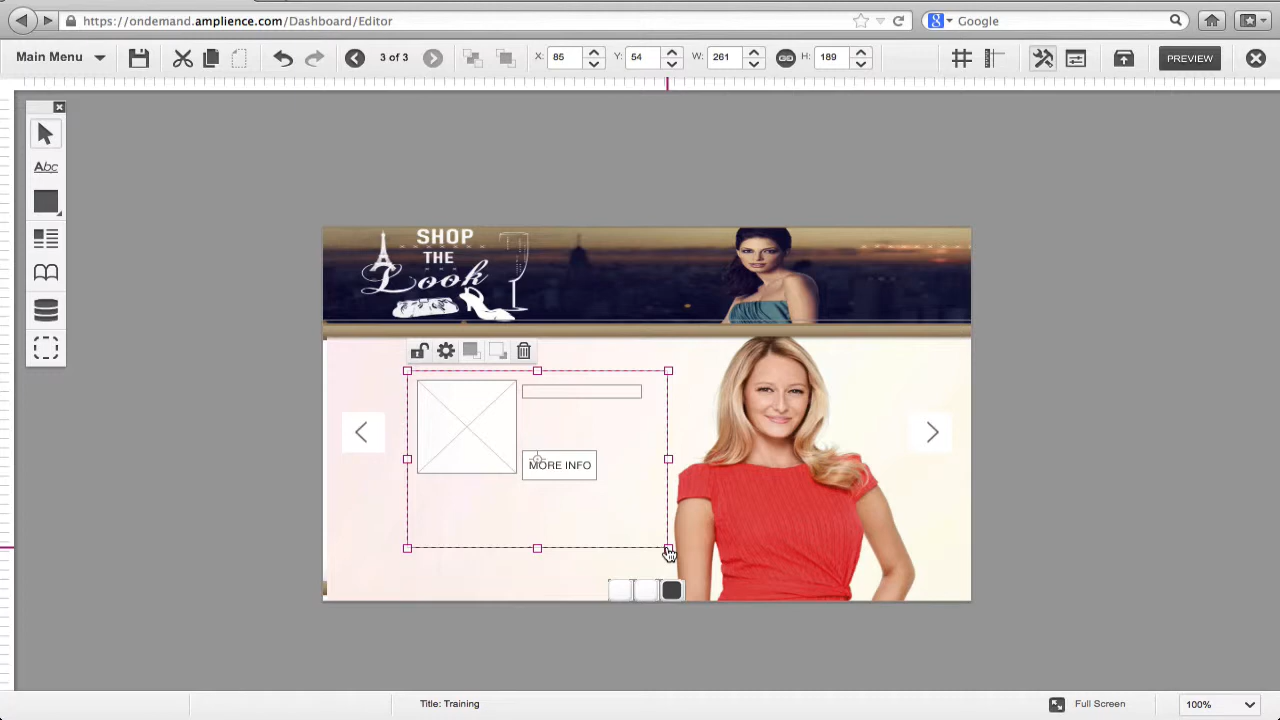 https://ondemand.amplience.com/Dashboard/Editor
Google
Main Menu
3 of 3
X: 85
Y: 54
W: 261
H: 189
PREVIEW
Abc
SHOP
THE
Look
MORE INFO
Title: Training
Full Screen
100%